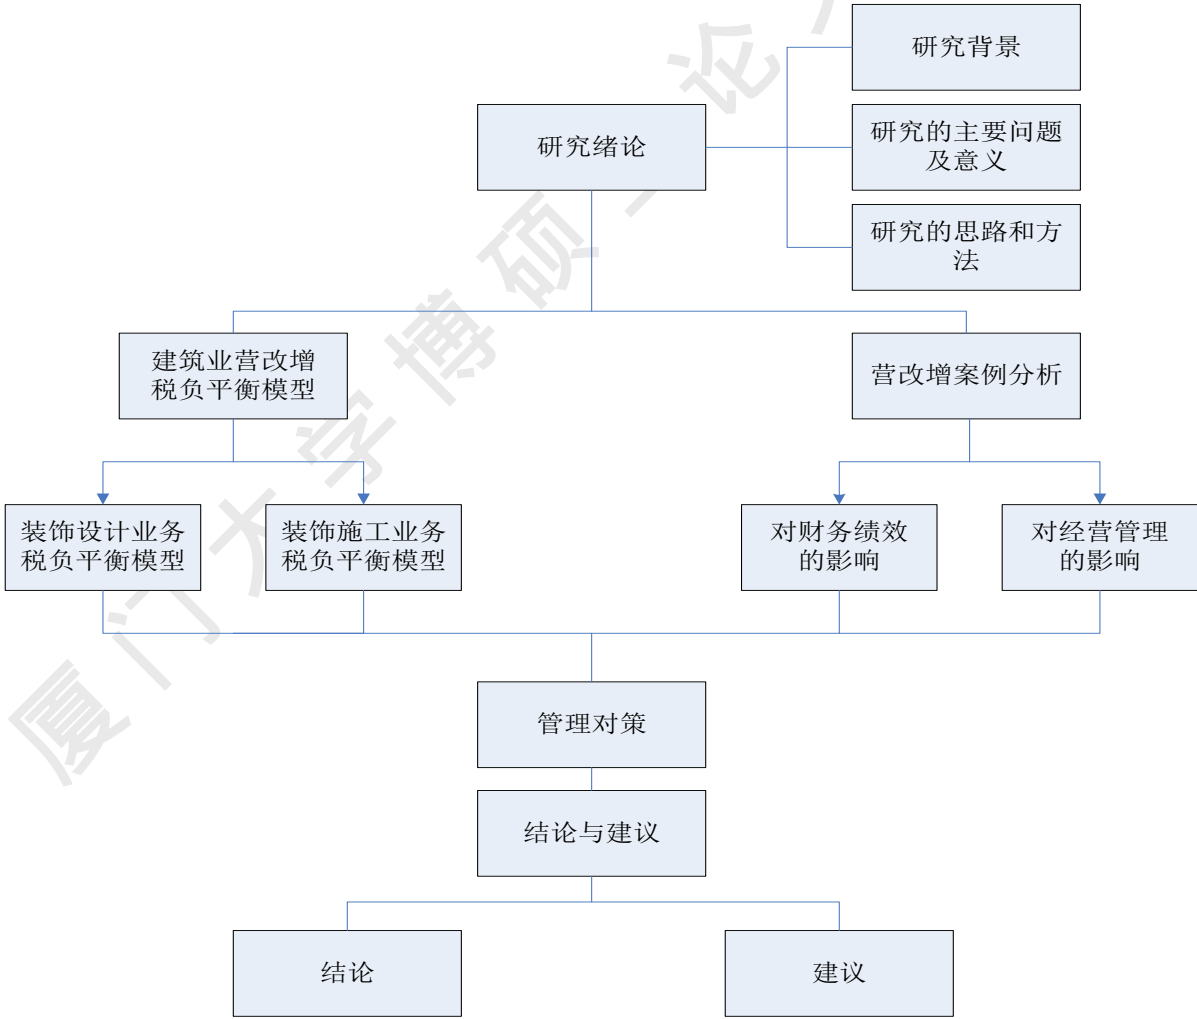 研究背景
研究绪论
研究的主要问题
及意义
研究的思路和方
法
建筑业营改增
税负平衡模型
营改增案例分析
装饰设计业务
税负平衡模型
装饰施工业务
税负平衡模型
对财务绩效
的影响
对经营管理
的影响
管理对策
结论与建议
结论
建议
厦门大学博硕士论